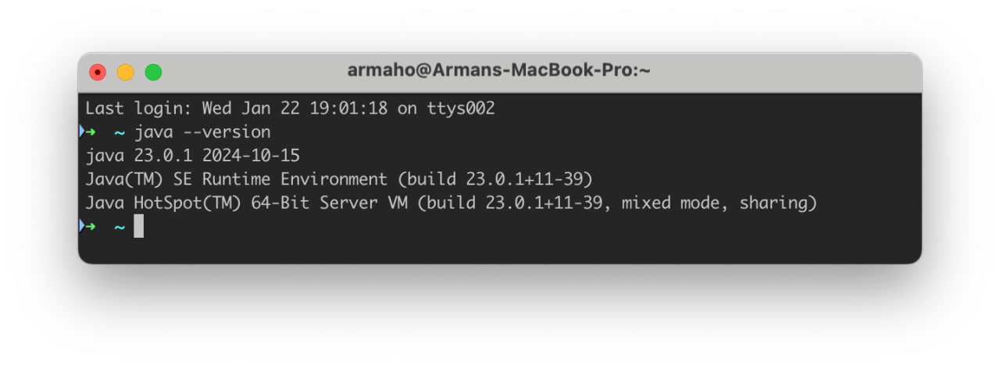 armaho@Armans-MacBook-Pro:~
Last login: Wed Jan 22 19:01:18 on ttys002
➜  ~ java --version
java 23.0.1 2024-10-15
Java(TM) SE Runtime Environment (build 23.0.1+11-39)
Java HotSpot(TM) 64-Bit Server VM (build 23.0.1+11-39, mixed mode, sharing)
➜  ~